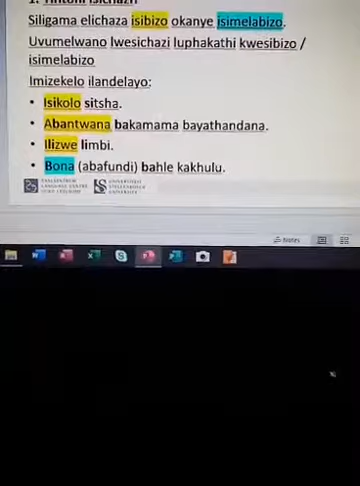 Siligama elichaza isibizo okanye isimelabizo.
Uvumelwano lwesichazi luphakathi kwesibizo /
isimelabizo
Imizekelo ilandelayo:
• Isikolo sitsha.
• Abantwana bakamama bayathandana.
• Ilizwe limbi.
• Bona (abafundi) bahle kakhulu.
Notes